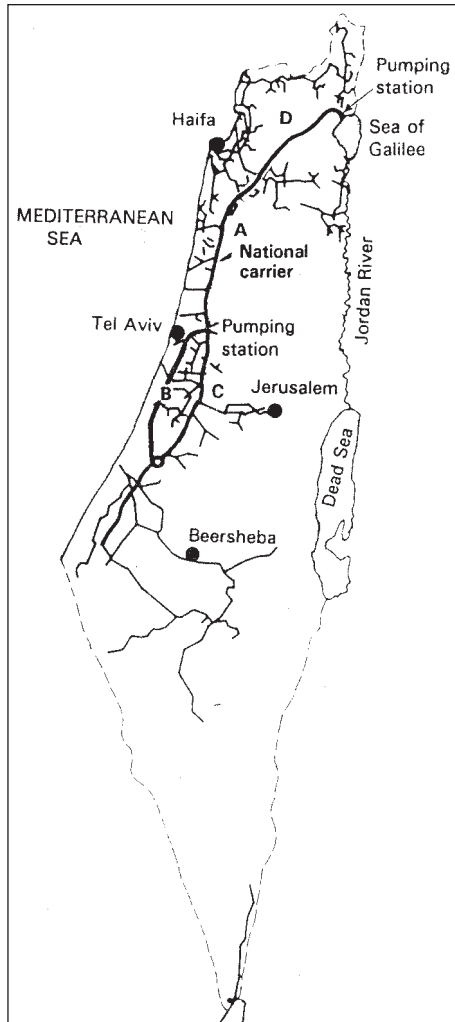 Pumping
station
D
Haifa
Sea of
Galilee
MEDITERRANEAN
SEA
A
National
carrier
Jordan River
Tel Aviv
Pumping
station
B
C
Jerusalem
Dead Sea
Beersheba